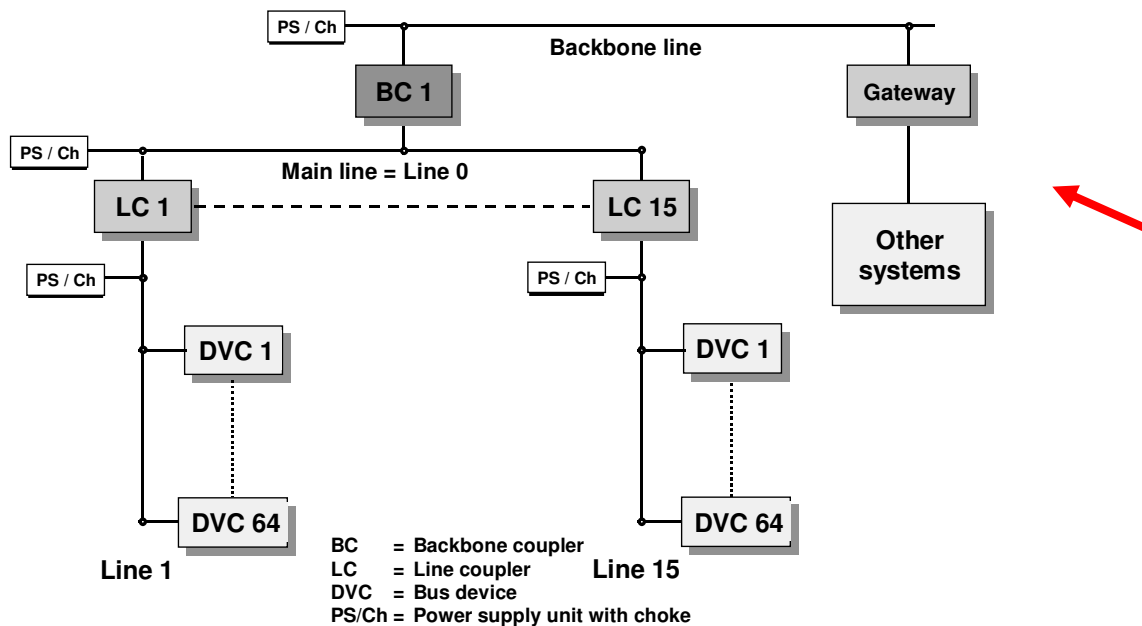 PS / Ch
Backbone line
BC 1
Gateway
PS / Ch
Main line = Line 0
LC 1
LC 15
Other
systems
PS / Ch
PS / Ch
DVC 1
DVC 1
DVC 64
DVC 64
Line 1
Line 15
BC = Backbone coupler
LC = Line coupler
DVC = Bus device
PS/Ch = Power supply unit with choke